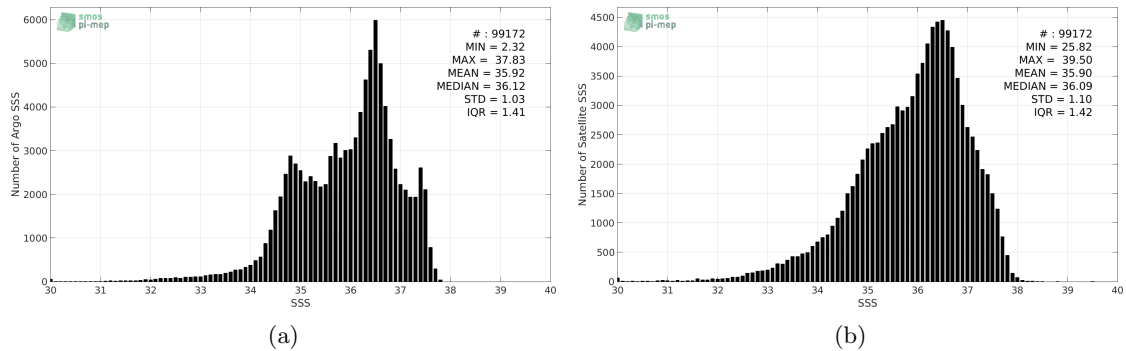 smos
pi-mep
# : 99172
MIN = 2.32
MAX = 37.83
MEAN = 35.92
MEDIAN = 36.12
STD = 1.03
IQR = 1.41
Number of Argo SSS
6000
5000
4000
3000
2000
1000
0
30 31 32 33 34 35 36 37 38 39 40
SSS
(a)
smos
pi-mep
# : 99172
MIN = 25.82
MAX = 39.50
MEAN = 35.90
MEDIAN = 36.09
STD = 1.10
IQR = 1.42
Number of Satellite SSS
4500
4000
3500
3000
2500
2000
1500
1000
500
0
30 31 32 33 34 35 36 37 38 39 40
SSS
(b)